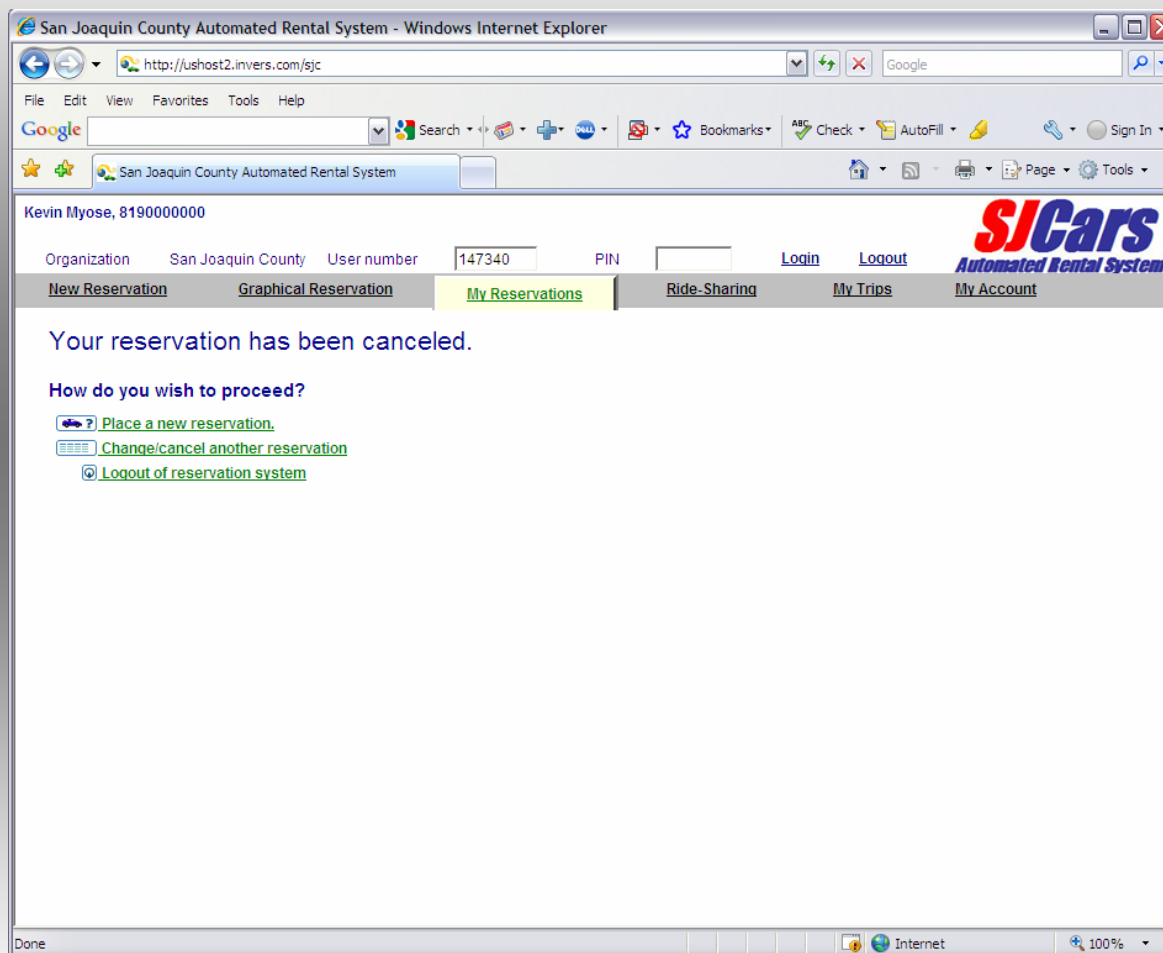 San Joaquin County Automated Rental System - Windows Internet Explorer
http://ushost2.invers.com/sjc
Google
File Edit View Favorites Tools Help
Google Search Bookmarks ABC Check AutoFill Sign In
San Joaquin County Automated Rental System Page Tools
Kevin Myose, 8190000000
SJCars
Automated Rental System
Organization San Joaquin County User number 147340 PIN Login Logout
New Reservation Graphical Reservation My Reservations Ride-Sharing My Trips My Account
Your reservation has been canceled.
How do you wish to proceed?
? Place a new reservation.
Change/cancel another reservation
Logout of reservation system
Done Internet 100%